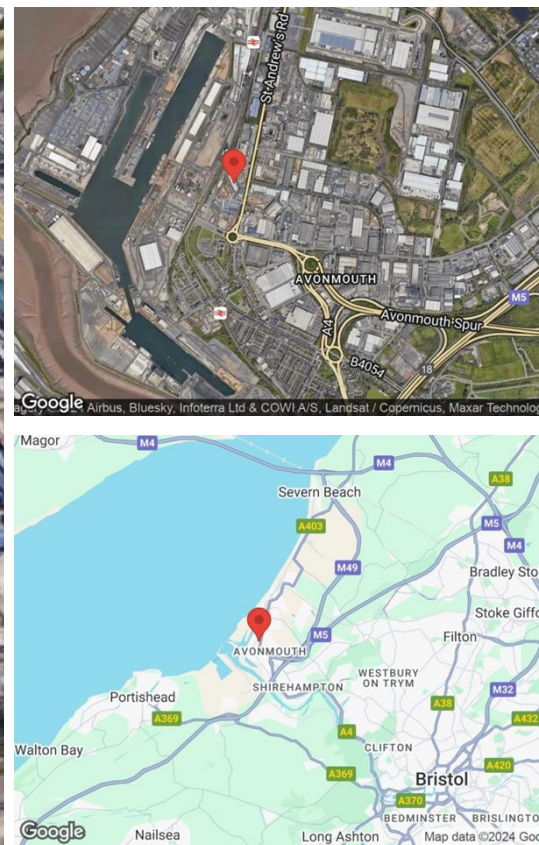 St Andrew's Rd
AVONMOUTH
M5
Avonmouth Spur
A4
18
B4054
Google
Airbus, Bluesky, Infoterra Ltd & COWI A/S, Landsat / Copernicus, Maxar Technolog
Magor
M4
M4
A38
Severn Beach
A403
M5
M4
M49
Bradley Sto
Stoke Giffo
M5
Filton
AVONMOUTH
WESTBURY
ON TRYM
SHIREHAMPTON
M32
Portishead
A38
A369
A432
A4
Walton Bay
CLIFTON
A420
A369
Bristol
A370
BEDMINSTER
BRISLINGTO
Google
Nailsea
Long Ashton
Map data ©2024 Goo